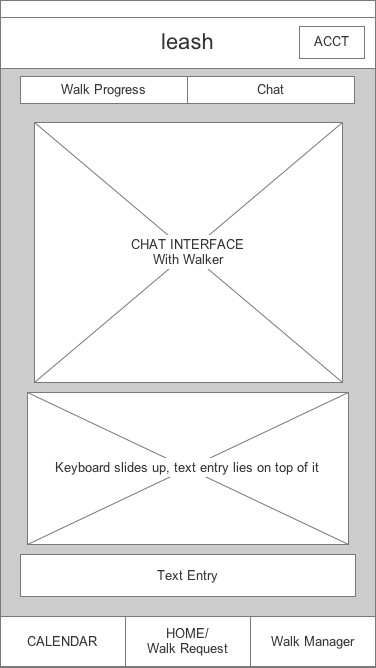 leash
ACCT
Walk Progress
Chat
CHAT INTERFACE
With Walker
Keyboard slides up, text entry lies on top of it
Text Entry
CALENDAR
HOME/
Walk Request
Walk Manager